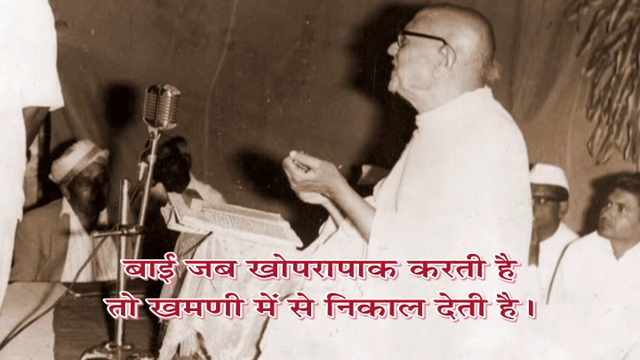 बाई जब खोपरापाक करती है
तो खमणी में से निकाल देती है।